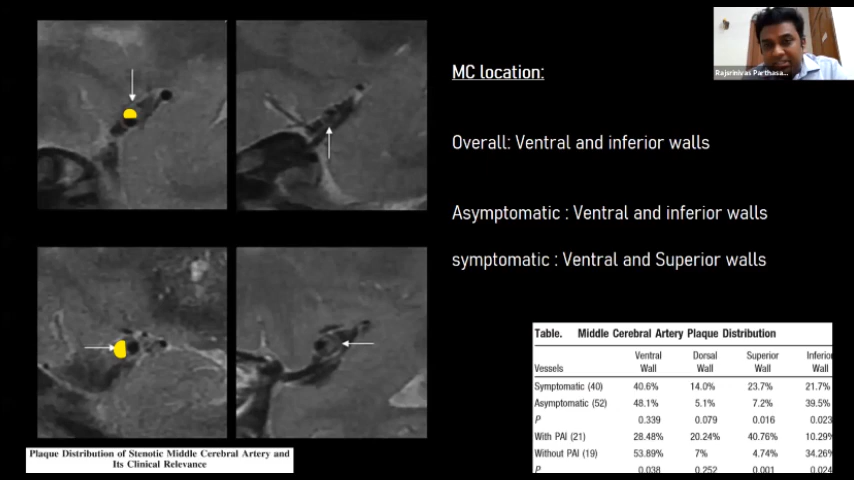 Rajsrinivas Parthasa...
MC location:
Overall: Ventral and inferior walls
Asymptomatic : Ventral and inferior walls
symptomatic : Ventral and Superior walls
Table. Middle Cerebral Artery Plaque Distribution
Vessels Ventral Wall Dorsal Wall Superior Wall Inferior Wall
Symptomatic (40) 40.6% 14.0% 23.7% 21.7%
Asymptomatic (52) 48.1% 5.1% 7.2% 39.5%
P 0.339 0.079 0.016 0.023
With PAI (21) 28.48% 20.24% 40.76% 10.29%
Without PAI (19) 53.89% 7% 4.74% 34.26%
P 0.038 0.252 0.001 0.024
Plaque Distribution of Stenotic Middle Cerebral Artery and
Its Clinical Relevance